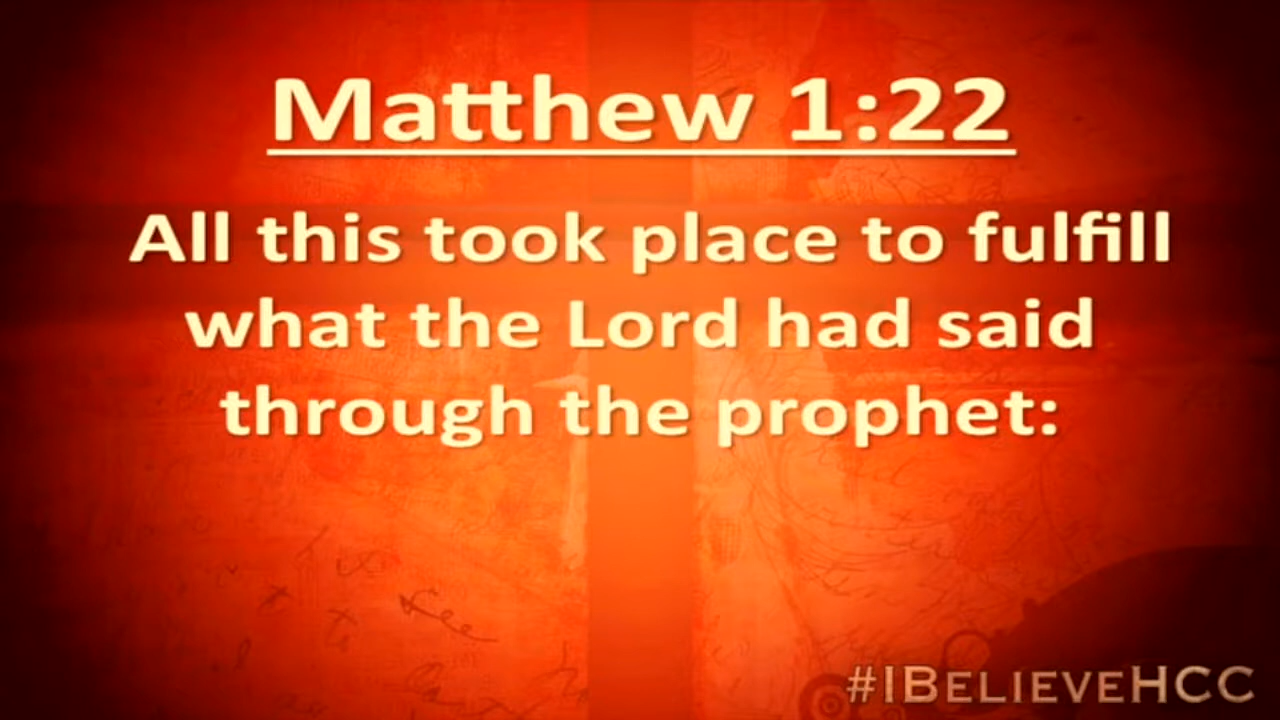 Matthew 1:22
All this took place to fulfill
what the Lord had said
through the prophet:
#IBelieveHCC